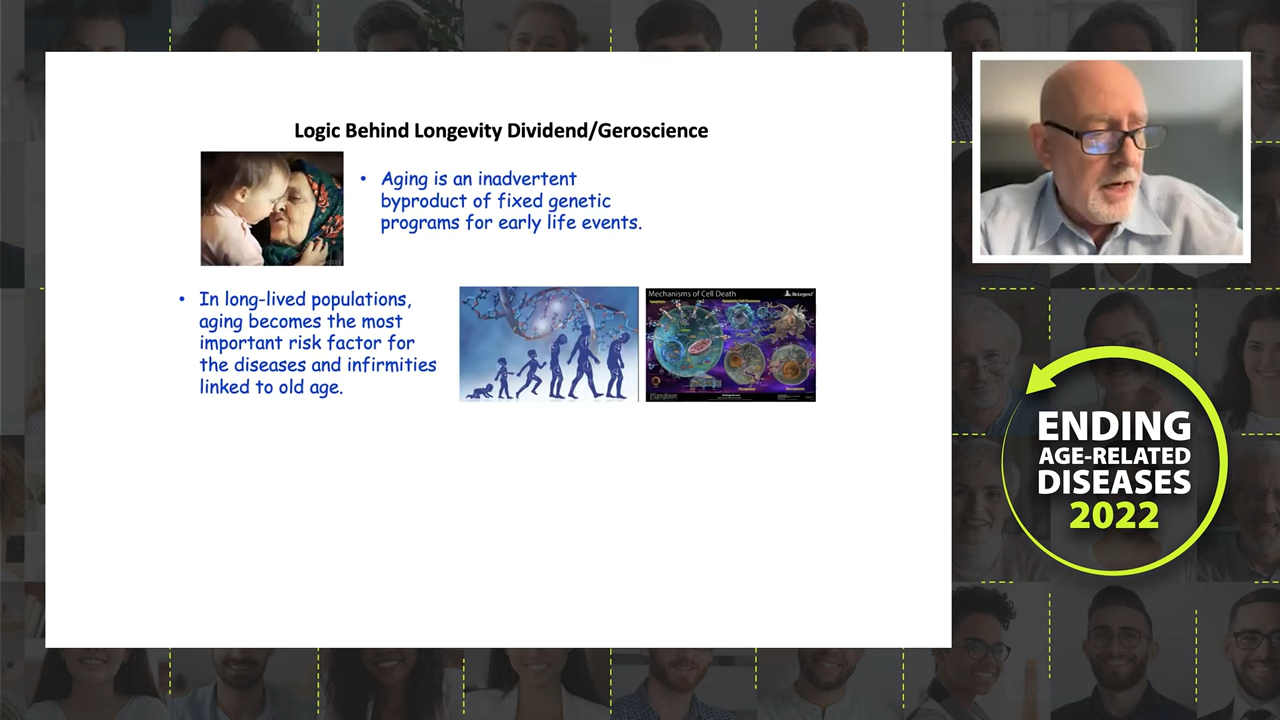 Logic Behind Longevity Dividend/Geroscience
• Aging is an inadvertent
byproduct of fixed genetic
programs for early life events.
• In long-lived populations,
aging becomes the most
important risk factor for
the diseases and infirmities
linked to old age.
Mechanisms of Cell Death
BioLegend
ENDING
AGE-RELATED
DISEASES
2022